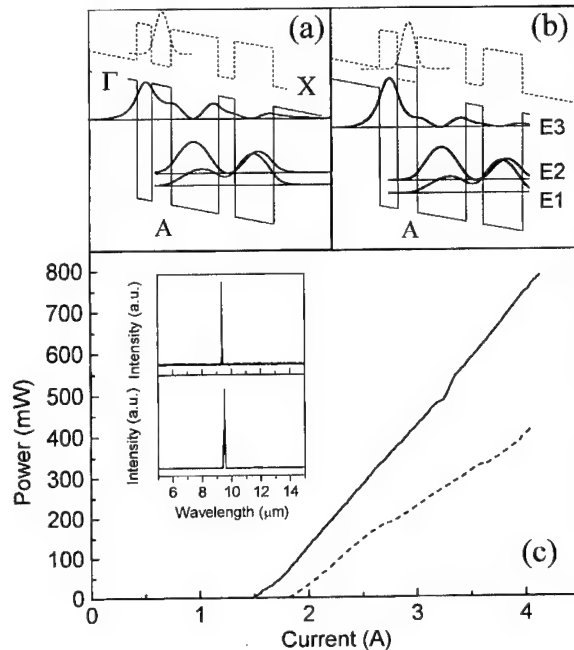 (a)
(b)
Γ
X
E3
E2
E1
A
A
800
700
600
500
400
300
200
100
0
Power (mW)
Intensity (a.u.)
Intensity (a.u.)
6 8 10 12 14
Wavelength (μm)
(c)
0 1 2 3 4
Current (A)